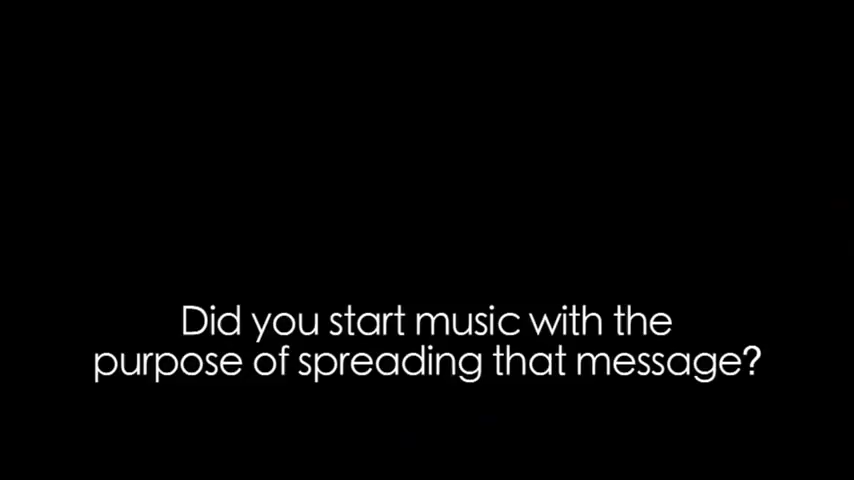 Did you start music with the
purpose of spreading that message?